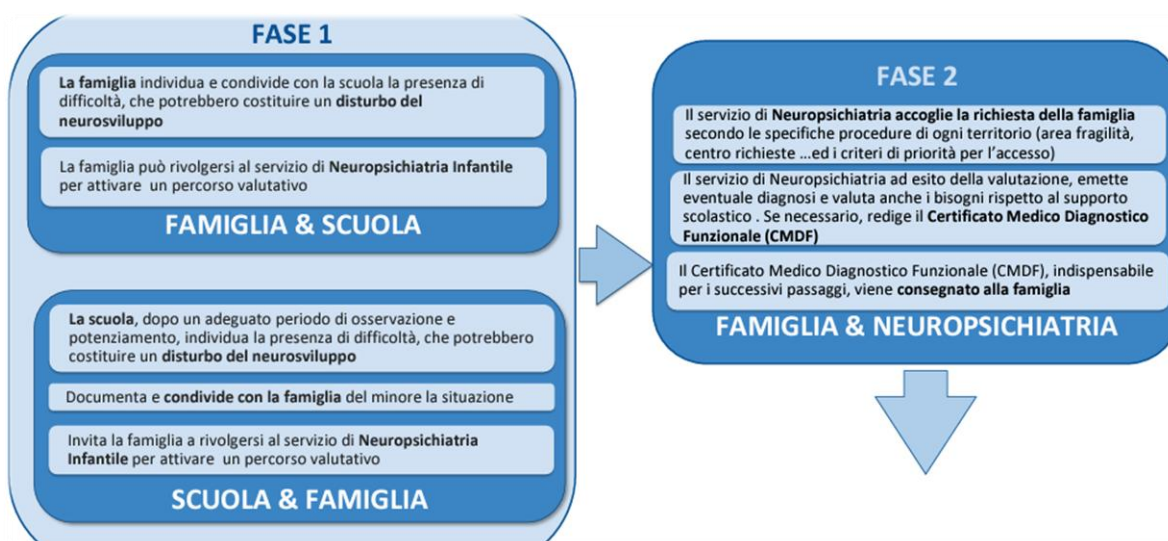 FASE 1
La famiglia individua e condivide con la scuola la presenza di
difficoltà, che potrebbero costituire un disturbo del
neurosviluppo
La famiglia può rivolgersi al servizio di Neuropsichiatria Infantile
per attivare  un percorso valutativo
FAMIGLIA & SCUOLA
La scuola, dopo un adeguato periodo di osservazione e
potenziamento, individua la presenza di difficoltà, che potrebbero
costituire un disturbo del neurosviluppo
Documenta e condivide con la famiglia del minore la situazione
Invita la famiglia a rivolgersi al servizio di Neuropsichiatria
Infantile per attivare  un percorso valutativo
SCUOLA & FAMIGLIA
FASE 2
Il servizio di Neuropsichiatria accoglie la richiesta della famiglia
secondo le specifiche procedure di ogni territorio (area fragilità,
centro richieste ...ed i criteri di priorità per l'accesso)
Il servizio di Neuropsichiatria ad esito della valutazione, emette
eventuale diagnosi e valuta anche i bisogni rispetto al supporto
scolastico . Se necessario, redige il Certificato Medico Diagnostico
Funzionale (CMDF)
Il Certificato Medico Diagnostico Funzionale (CMDF), indispensabile
per i successivi passaggi, viene consegnato alla famiglia
FAMIGLIA & NEUROPSICHIATRIA